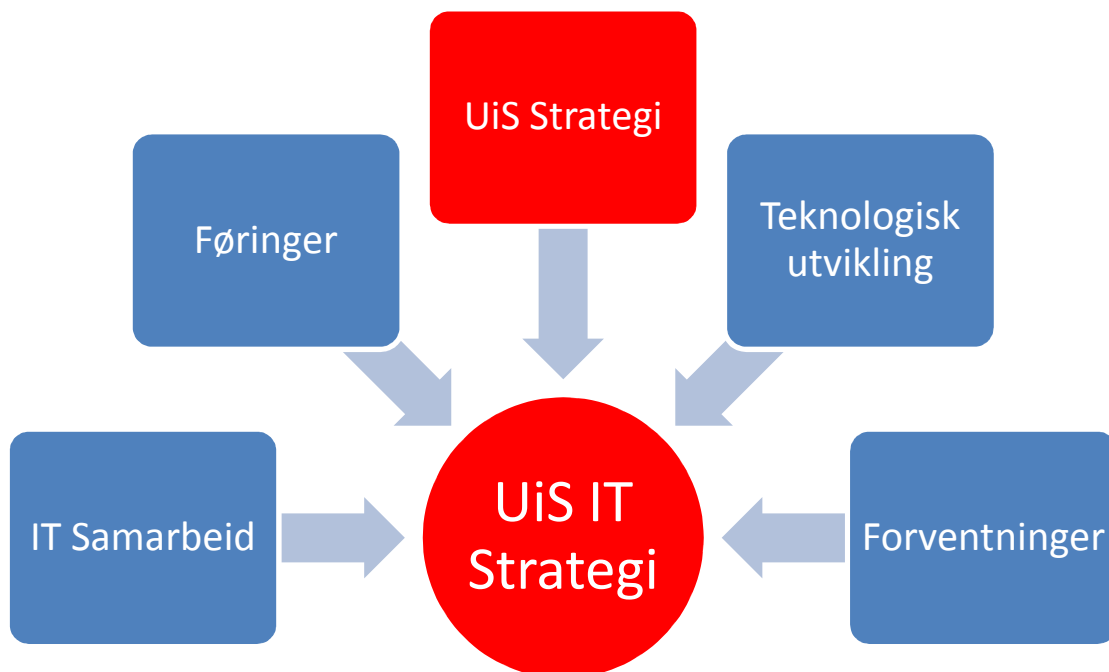 UiS Strategi
Føringer
Teknologisk
utvikling
IT Samarbeid
UiS IT
Strategi
Forventninger